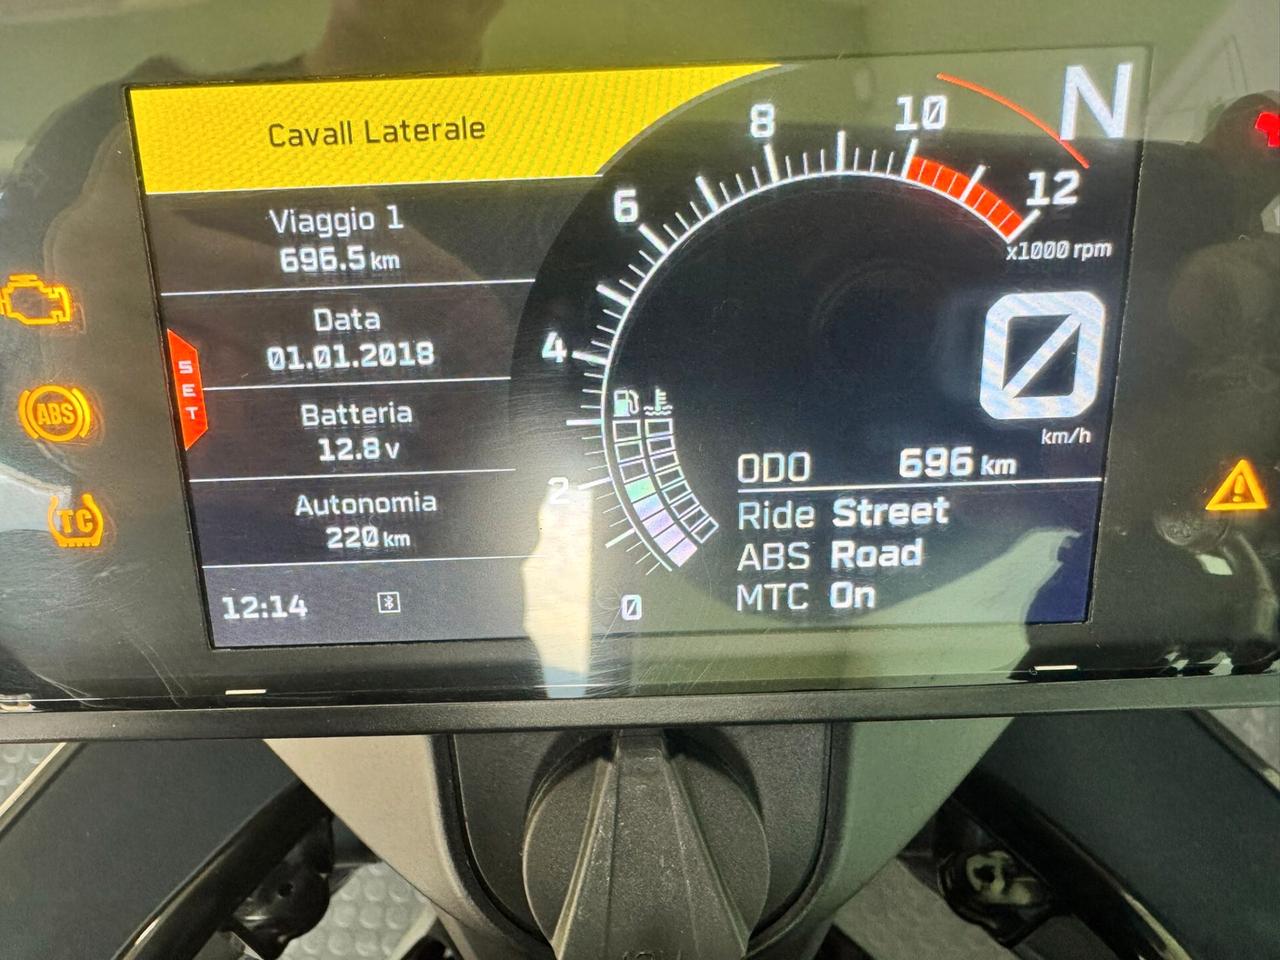 Cavall Laterale
Viaggio 1
696.5 km
Data
01.01.2018
Batteria
12.8 v
Autonomia
220 km
12:14
SET
ABS
TC
0
2
4
6
8
10
12
x1000 rpm
N
0
km/h
ODO 696 km
Ride Street
ABS Road
MTC On